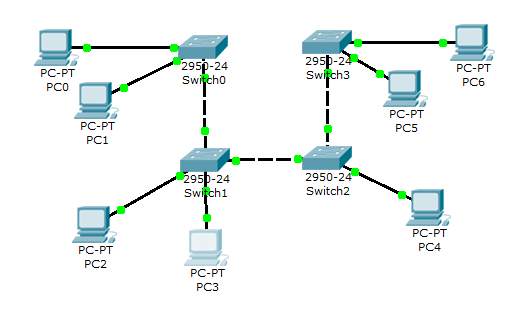 PC-PT
PC0
2950-24
Switch0
2950-24
Switch3
PC-PT
PC6
PC-PT
PC1
PC-PT
PC5
2950-24
Switch1
2950-24
Switch2
PC-PT
PC2
PC-PT
PC3
PC-PT
PC4